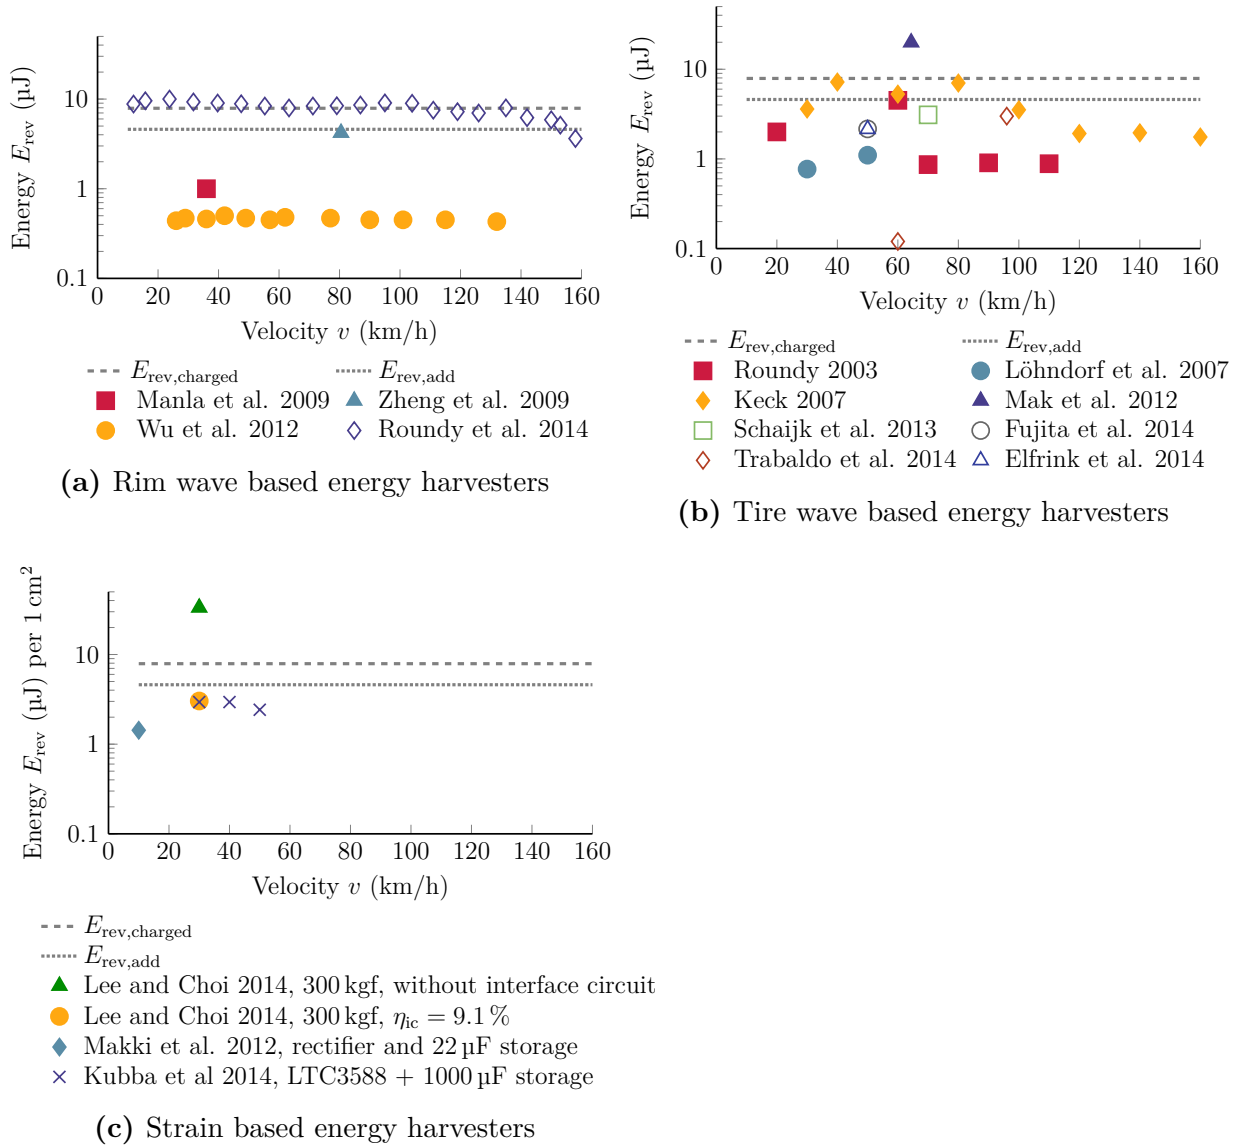 Energy E_rev (µJ)
10
1
0.1
0 20 40 60 80 100 120 140 160
Velocity v (km/h)
E_rev,charged E_rev,add
Manla et al. 2009 Zheng et al. 2009
Wu et al. 2012 Roundy et al. 2014
(a) Rim wave based energy harvesters
Energy E_rev (µJ)
10
1
0.1
0 20 40 60 80 100 120 140 160
Velocity v (km/h)
E_rev,charged E_rev,add
Roundy 2003 Löhndorf et al. 2007
Keck 2007 Mak et al. 2012
Schaijk et al. 2013 Fujita et al. 2014
Trabaldo et al. 2014 Elfrink et al. 2014
(b) Tire wave based energy harvesters
Energy E_rev (µJ) per 1 cm²
10
1
0.1
0 20 40 60 80 100 120 140 160
Velocity v (km/h)
E_rev,charged
E_rev,add
Lee and Choi 2014, 300 kgf, without interface circuit
Lee and Choi 2014, 300 kgf, η_ic = 9.1 %
Makki et al. 2012, rectifier and 22 µF storage
Kubba et al 2014, LTC3588 + 1000 µF storage
(c) Strain based energy harvesters